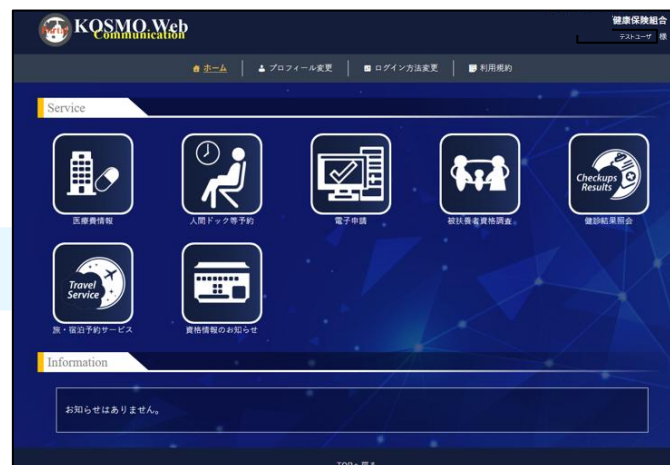 KOSMO Web
Communication
健康保険組合
テストユーザ 様
ホーム
プロフィール変更
ログイン方法変更
利用規約
Service
Checkups
Results
医療費情報
人間ドック等予約
電子申請
被扶養者資格調査
健診結果照会
Travel
Service
旅・宿泊予約サービス
資格情報のお知らせ
Information
お知らせはありません。